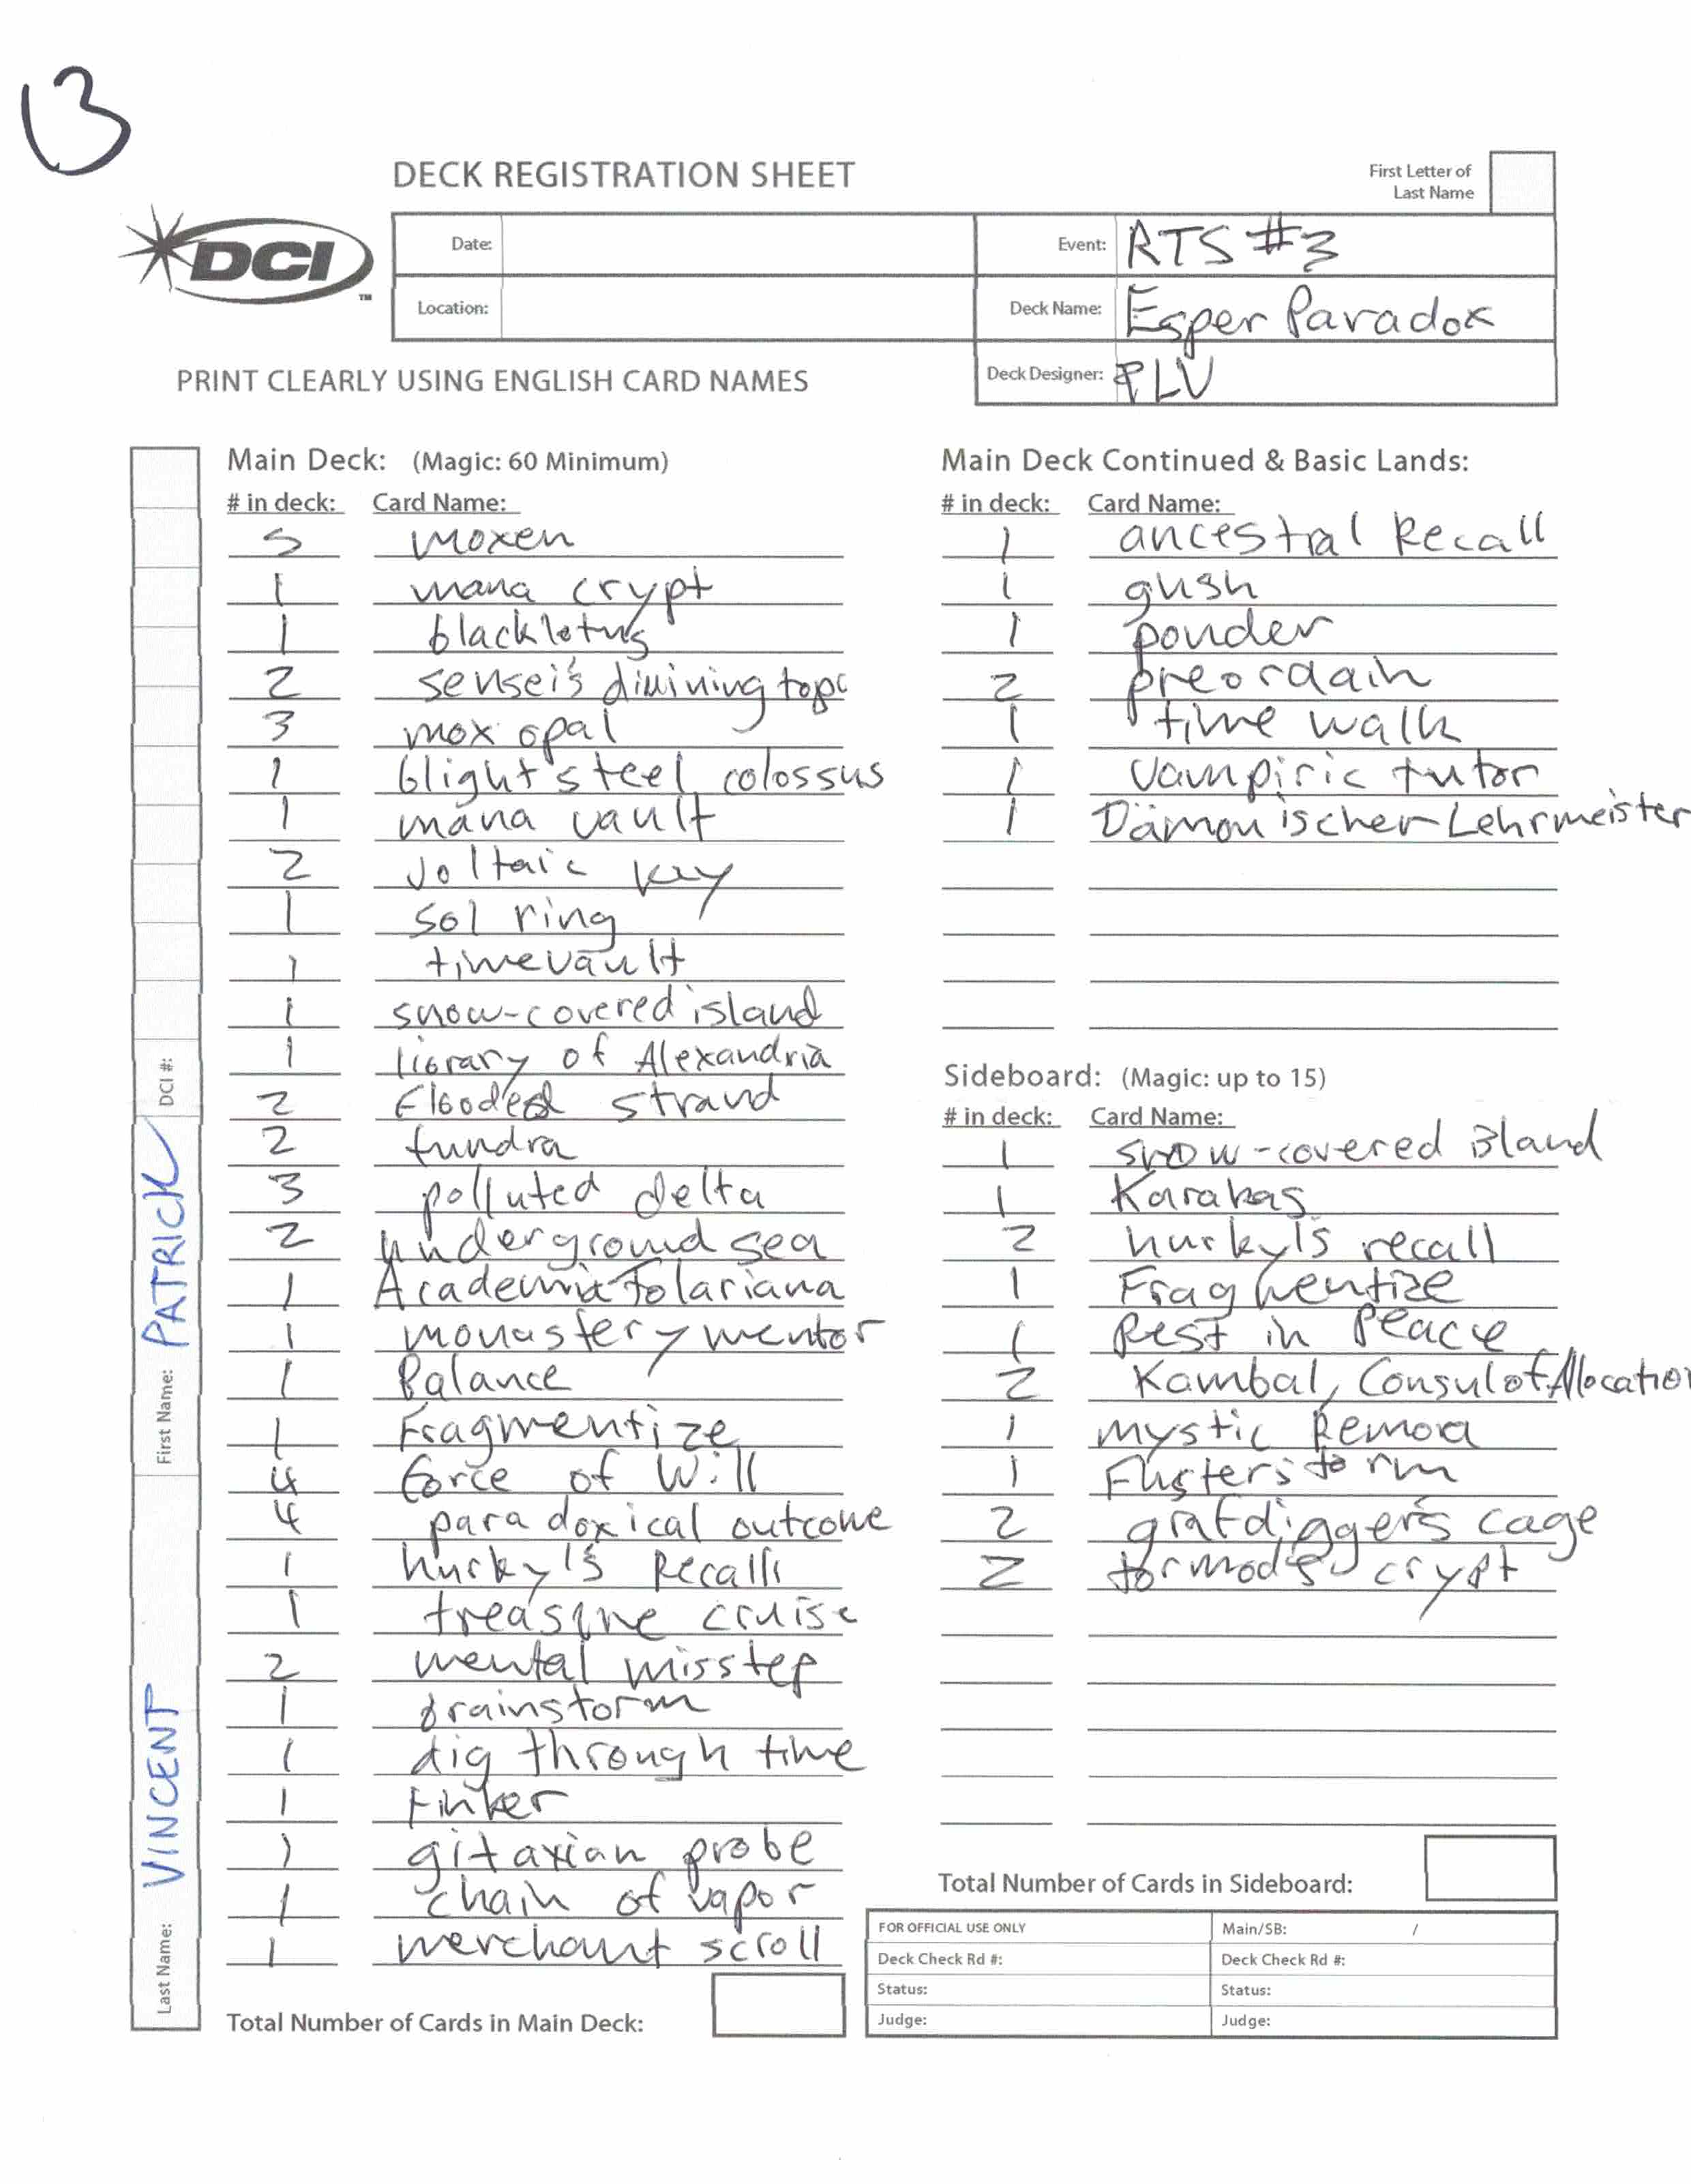 13
DECK REGISTRATION SHEET
First Letter of
Last Name
DCI
TM
Date:
Event: RTS #3
Location:
Deck Name: Esper Paradox
PRINT CLEARLY USING ENGLISH CARD NAMES
Deck Designer: PLV
Main Deck: (Magic: 60 Minimum)
# in deck: Card Name:
5 moxen
1 mana crypt
1 black lotus
2 sensei's divining top
3 mox opal
1 blightsteel colossus
1 mana vault
2 voltaic key
1 sol ring
1 timevault
1 snow-covered island
1 library of Alexandria
2 Flooded strand
2 tundra
3 polluted delta
2 underground sea
1 Academia Tolariana
1 monastery mentor
1 Balance
1 Fragmentize
4 force of Will
4 paradoxical outcome
1 hurkyl's Recall
1 treasure cruise
2 mental misstep
1 brainstorm
1 dig through time
1 Tinker
1 gitaxian probe
1 chain of vapor
1 merchant scroll
Total Number of Cards in Main Deck:
Main Deck Continued & Basic Lands:
# in deck: Card Name:
1 ancestral Recall
1 gush
1 ponder
2 preordain
1 time walk
1 Vampiric tutor
1 Dämonischer Lehrmeister
Sideboard: (Magic: up to 15)
# in deck: Card Name:
1 snow-covered island
1 Karakas
2 hurkyl's recall
1 Fragmentize
1 Rest in Peace
2 Kambal, Consul of Allocation
1 mystic Remora
1 Flusterstorm
2 grafdigger's cage
2 tormod's crypt
Total Number of Cards in Sideboard:
FOR OFFICIAL USE ONLY
Main/SB: /
Deck Check Rd #:
Deck Check Rd #:
Status:
Status:
Judge:
Judge:
Last Name: VINCENT
First Name: PATRICK
DCI #: